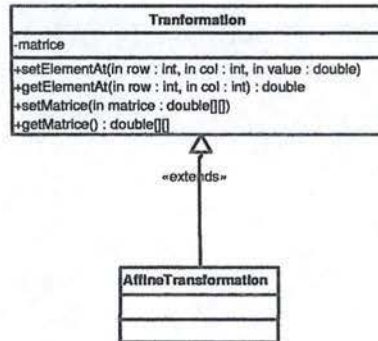 Tranformation
-matrice
+setElementAt(in row : int, in col : int, in value : double)
+getElementAt(in row : int, in col : int) : double
+setMatrice(in matrice : double[][])
+getMatrice() : double[][]
«extends»
AffineTransformation